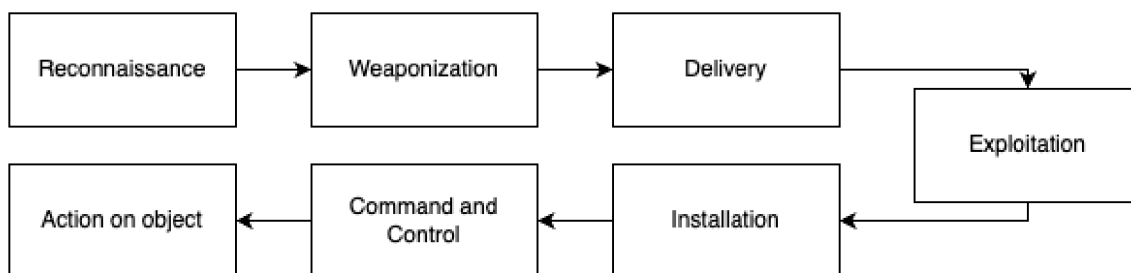 Reconnaissance
Weaponization
Delivery
Exploitation
Installation
Command and
Control
Action on object